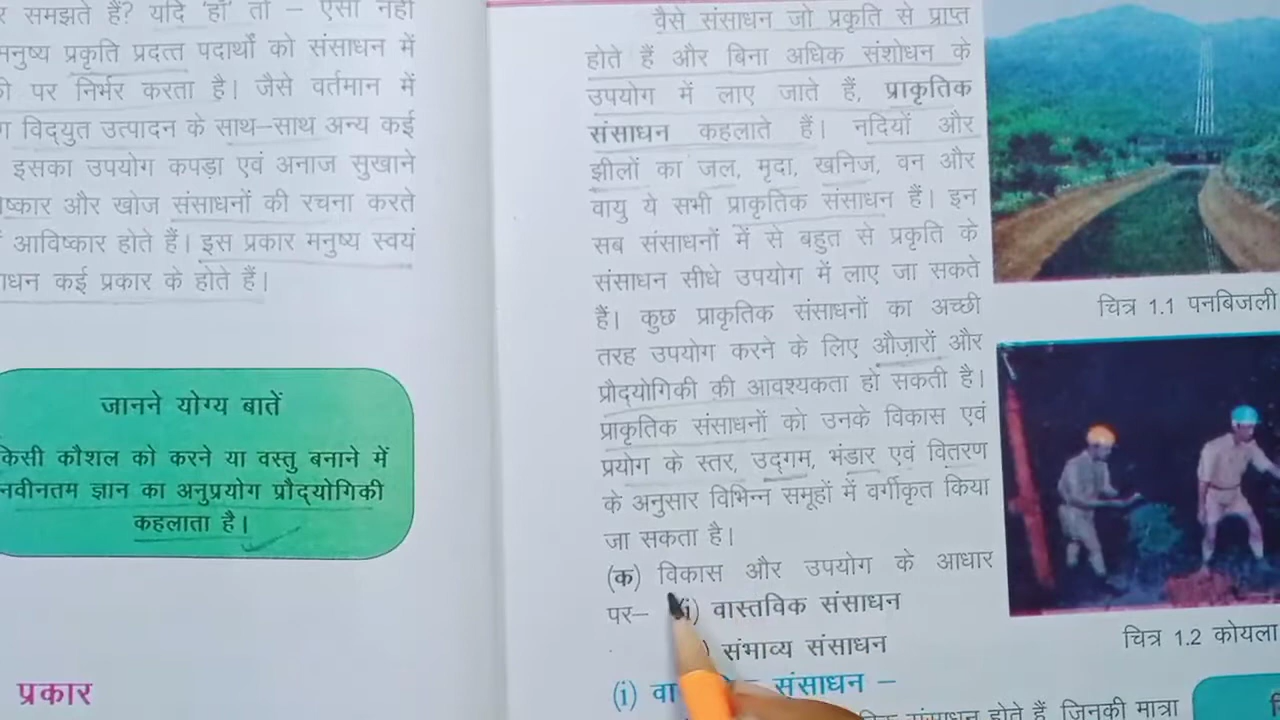 समझते हैं? यदि 'हाँ' तो – ऐसा नहीं
मनुष्य प्रकृति प्रदत्त पदार्थों को संसाधन में
पर निर्भर करता है। जैसे वर्तमान में
विद्युत उत्पादन के साथ–साथ अन्य कई
इसका उपयोग कपड़ा एवं अनाज सुखाने
और खोज संसाधनों की रचना करते
आविष्कार होते हैं। इस प्रकार मनुष्य स्वयं
कई प्रकार के होते हैं।
जानने योग्य बातें
किसी कौशल को करने या वस्तु बनाने में
नवीनतम ज्ञान का अनुप्रयोग प्रौद्योगिकी
कहलाता है।
प्रकार
वैसे संसाधन जो प्रकृति से प्राप्त
होते हैं और बिना अधिक संशोधन के
उपयोग में लाए जाते हैं, प्राकृतिक
संसाधन कहलाते हैं। नदियों और
झीलों का जल, मृदा, खनिज, वन और
वायु ये सभी प्राकृतिक संसाधन हैं। इन
सब संसाधनों में से बहुत से प्रकृति के
संसाधन सीधे उपयोग में लाए जा सकते
हैं। कुछ प्राकृतिक संसाधनों का अच्छी
तरह उपयोग करने के लिए औज़ारों और
प्रौद्योगिकी की आवश्यकता हो सकती है।
प्राकृतिक संसाधनों को उनके विकास एवं
प्रयोग के स्तर, उद्गम, भंडार एवं वितरण
के अनुसार विभिन्न समूहों में वर्गीकृत किया
जा सकता है।
(क) विकास और उपयोग के आधार
पर– (i) वास्तविक संसाधन
संभाव्य संसाधन
(i) संसाधन –
संसाधन होते हैं, जिनकी मात्रा
चित्र 1.1 पनबिजली
चित्र 1.2 कोयला